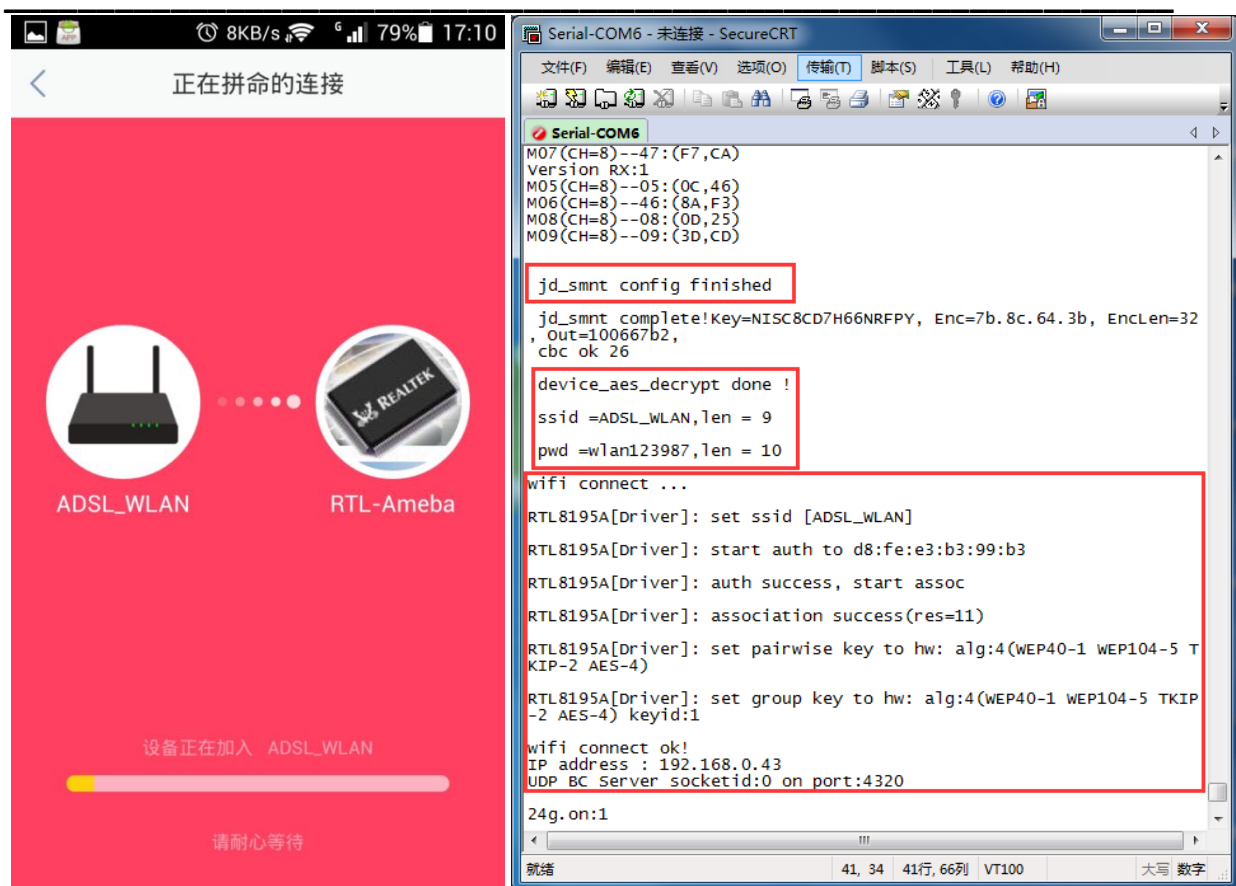 8KB/s G 79% 17:10
正在拼命的连接
REALTEK
ADSL_WLAN
RTL-Ameba
设备正在加入 ADSL_WLAN
请耐心等待
Serial-COM6 - 未连接 - SecureCRT
文件(F) 编辑(E) 查看(V) 选项(O) 传输(T) 脚本(S) 工具(L) 帮助(H)
Serial-COM6
M07(CH=8)--47:(F7,CA)
Version RX:1
M05(CH=8)--05:(0C,46)
M06(CH=8)--46:(8A,F3)
M08(CH=8)--08:(0D,25)
M09(CH=8)--09:(3D,CD)
jd_smnt config finished
jd_smnt complete!Key=NISC8CD7H66NRFPY, Enc=7b.8c.64.3b, EncLen=32
, Out=100667b2,
cbc ok 26
device_aes_decrypt done !
ssid =ADSL_WLAN,len = 9
pwd =wlan123987,len = 10
wifi connect ...
RTL8195A[Driver]: set ssid [ADSL_WLAN]
RTL8195A[Driver]: start auth to d8:fe:e3:b3:99:b3
RTL8195A[Driver]: auth success, start assoc
RTL8195A[Driver]: association success(res=11)
RTL8195A[Driver]: set pairwise key to hw: alg:4(WEP40-1 WEP104-5 T
KIP-2 AES-4)
RTL8195A[Driver]: set group key to hw: alg:4(WEP40-1 WEP104-5 TKIP
-2 AES-4) keyid:1
wifi connect ok!
IP address : 192.168.0.43
UDP BC Server socketid:0 on port:4320
24g.on:1
就绪 41, 34 41行, 66列 VT100 大写 数字